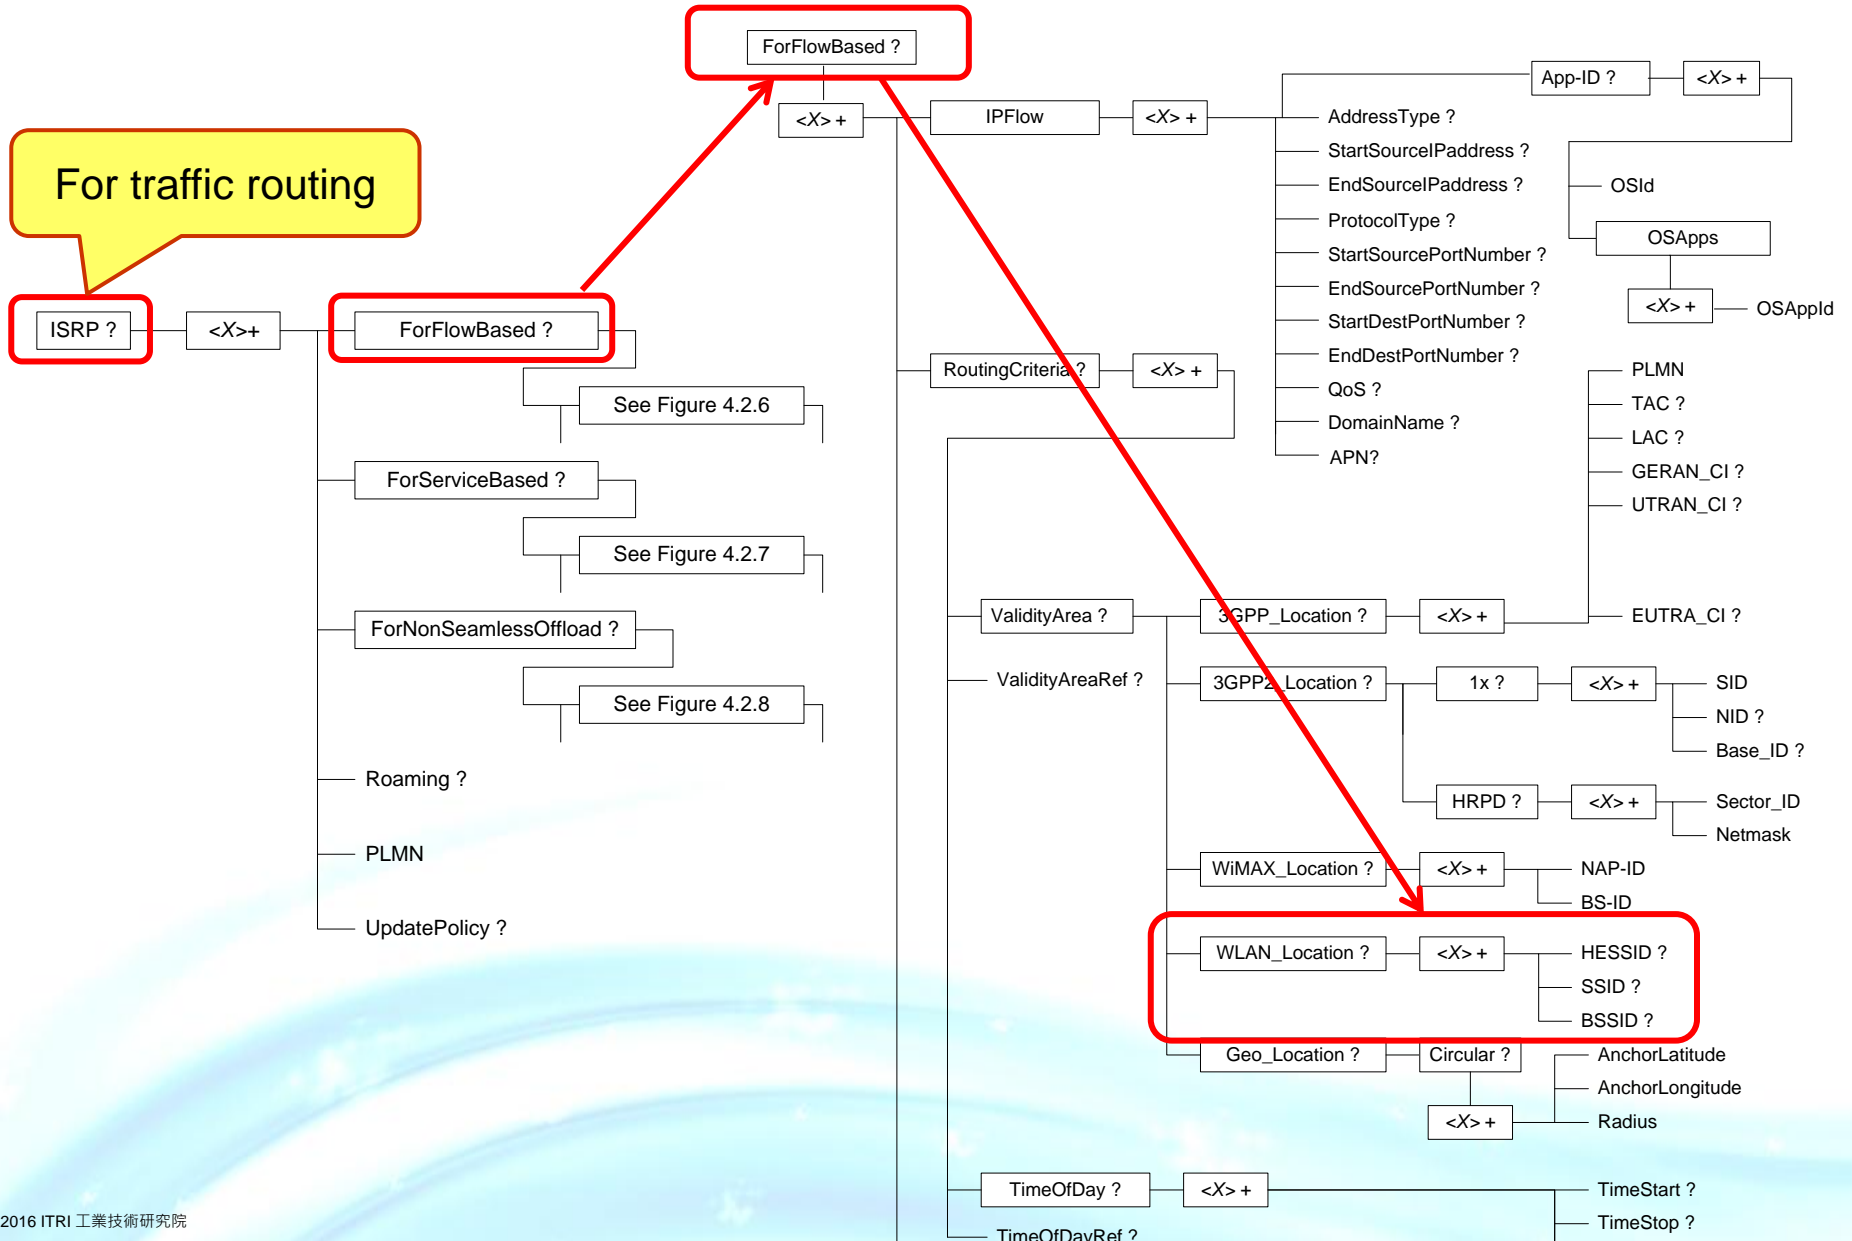 ForFlowBased ?
<X> +
IPFlow
<X> +
App-ID ?
<X> +
AddressType ?
StartSourceIPaddress ?
EndSourceIPaddress ?
ProtocolType ?
StartSourcePortNumber ?
EndSourcePortNumber ?
StartDestPortNumber ?
EndDestPortNumber ?
QoS ?
DomainName ?
APN?
OSId
OSApps
<X> +
OSAppId
For traffic routing
ISRP ?
<X>+
ForFlowBased ?
See Figure 4.2.6
ForServiceBased ?
See Figure 4.2.7
ForNonSeamlessOffload ?
See Figure 4.2.8
Roaming ?
PLMN
UpdatePolicy ?
RoutingCriteria ?
<X> +
ValidityArea ?
3GPP_Location ?
<X> +
PLMN
TAC ?
LAC ?
GERAN_CI ?
UTRAN_CI ?
EUTRA_CI ?
ValidityAreaRef ?
3GPP2_Location ?
1x ?
<X> +
SID
NID ?
Base_ID ?
HRPD ?
<X> +
Sector_ID
Netmask
WiMAX_Location ?
<X> +
NAP-ID
BS-ID
WLAN_Location ?
<X> +
HESSID ?
SSID ?
BSSID ?
Geo_Location ?
Circular ?
<X> +
AnchorLatitude
AnchorLongitude
Radius
TimeOfDay ?
<X> +
TimeStart ?
TimeStop ?
TimeOfDayRef ?
2016 ITRI 工業技術研究院